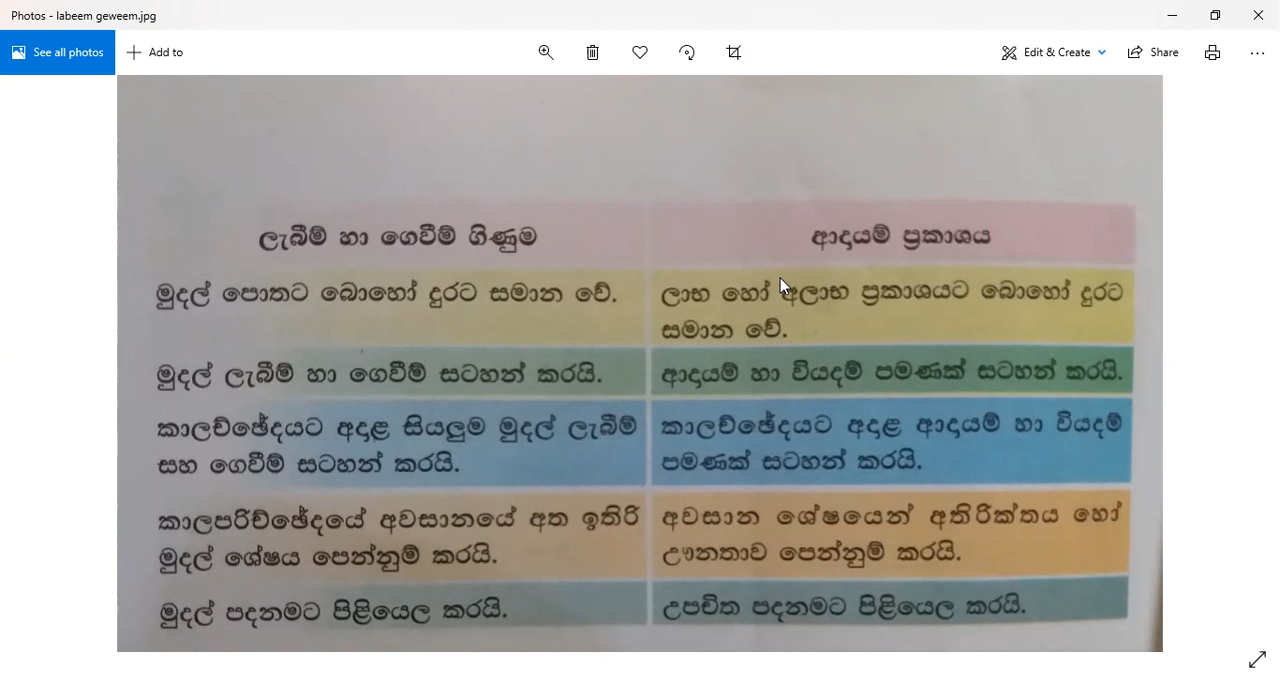 Photos - labeem geweem.jpg
See all photos
Add to
Edit & Create
Share
ලැබීම් හා ගෙවීම් ගිණුම
ආදායම් ප්‍රකාශය
මුදල් පොතට බොහෝ දුරට සමාන වේ.
ලාභ හෝ අලාභ ප්‍රකාශයට බොහෝ දුරට
සමාන වේ.
මුදල් ලැබීම් හා ගෙවීම් සටහන් කරයි.
ආදායම් හා වියදම් පමණක් සටහන් කරයි.
කාලච්ඡේදයට අදාළ සියලුම මුදල් ලැබීම්
සහ ගෙවීම් සටහන් කරයි.
කාලච්ඡේදයට අදාළ ආදායම් හා වියදම්
පමණක් සටහන් කරයි.
කාලපරිච්ඡේදයේ අවසානයේ අත ඉතිරි
මුදල් ශේෂය පෙන්නුම් කරයි.
අවසාන ශේෂයෙන් අතිරික්තය හෝ
ඌනතාව පෙන්නුම් කරයි.
මුදල් පදනමට පිළියෙල කරයි.
උපචිත පදනමට පිළියෙල කරයි.